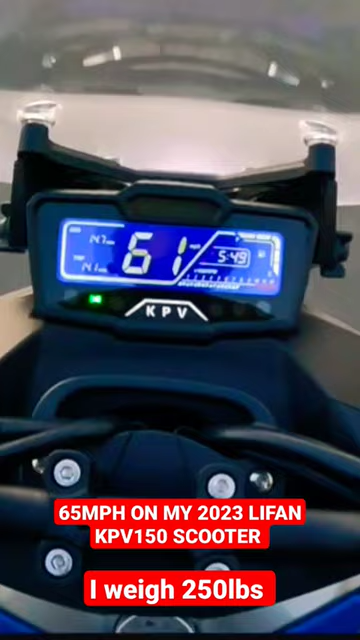 61
5:49
KPV
65MPH ON MY 2023 LIFAN
KPV150 SCOOTER
I weigh 250lbs